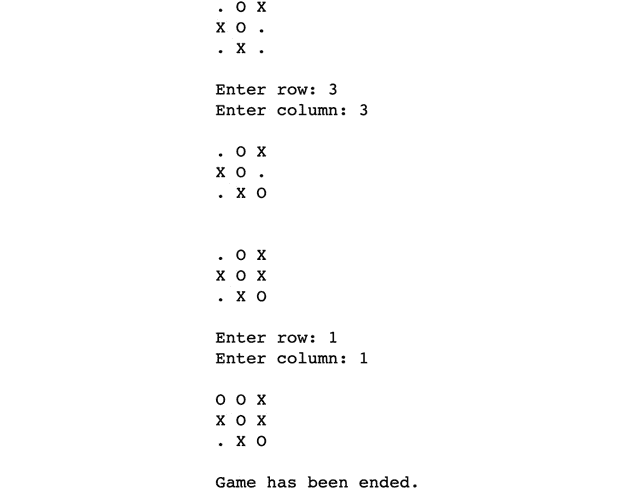 . O X
X O .
. X .
Enter row: 3
Enter column: 3
. O X
X O .
. X O
. O X
X O X
. X O
Enter row: 1
Enter column: 1
O O X
X O X
. X O
Game has been ended.